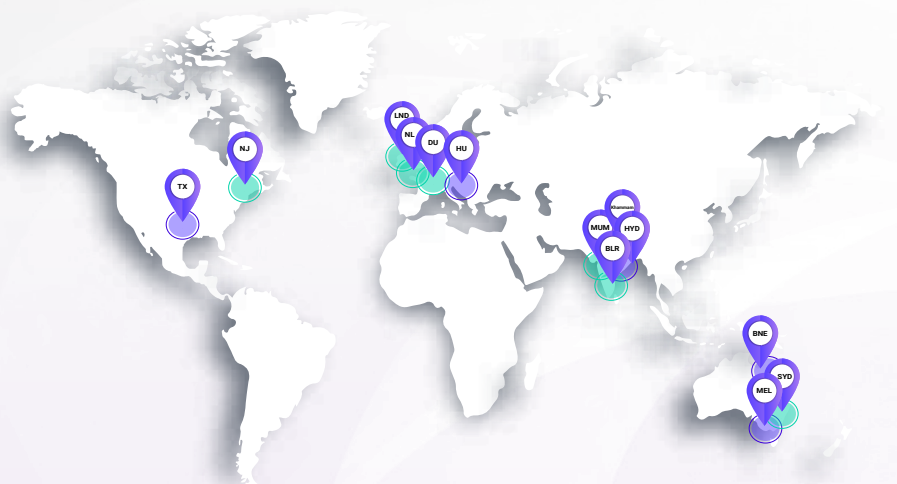 LND
NL
DU
HU
NJ
TX
Khammam
MUM
HYD
BLR
BNE
SYD
MEL